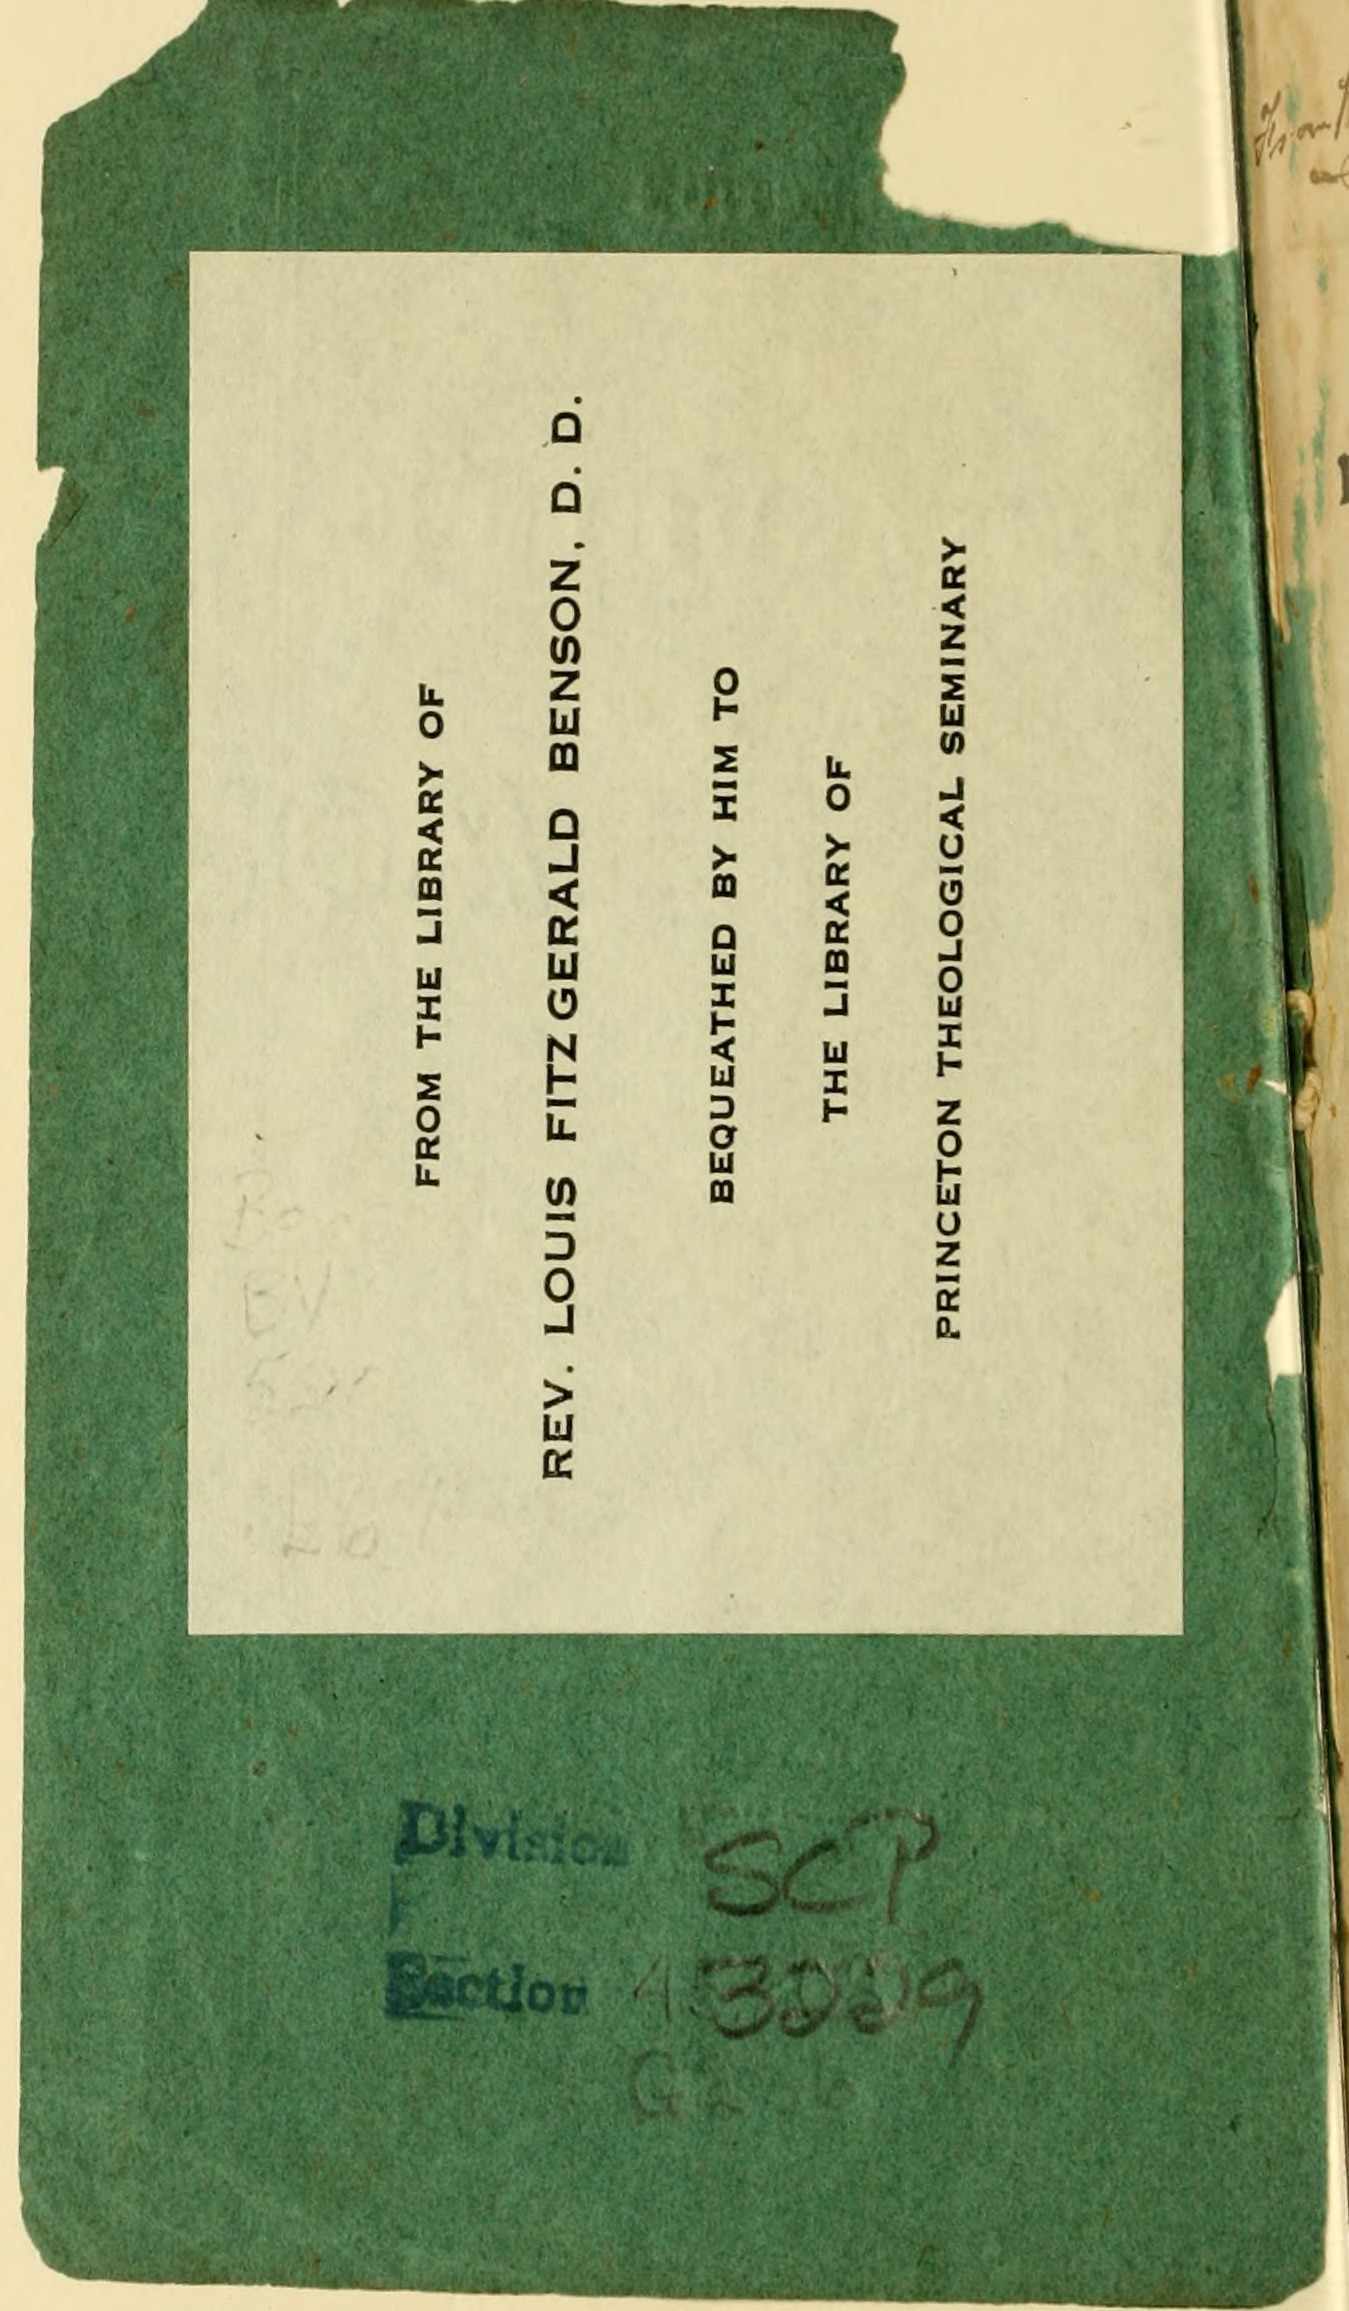 FROM THE LIBRARY OF
REV. LOUIS FITZGERALD BENSON, D. D.
BEQUEATHED BY HIM TO
THE LIBRARY OF
PRINCETON THEOLOGICAL SEMINARY
Division SCP
Section